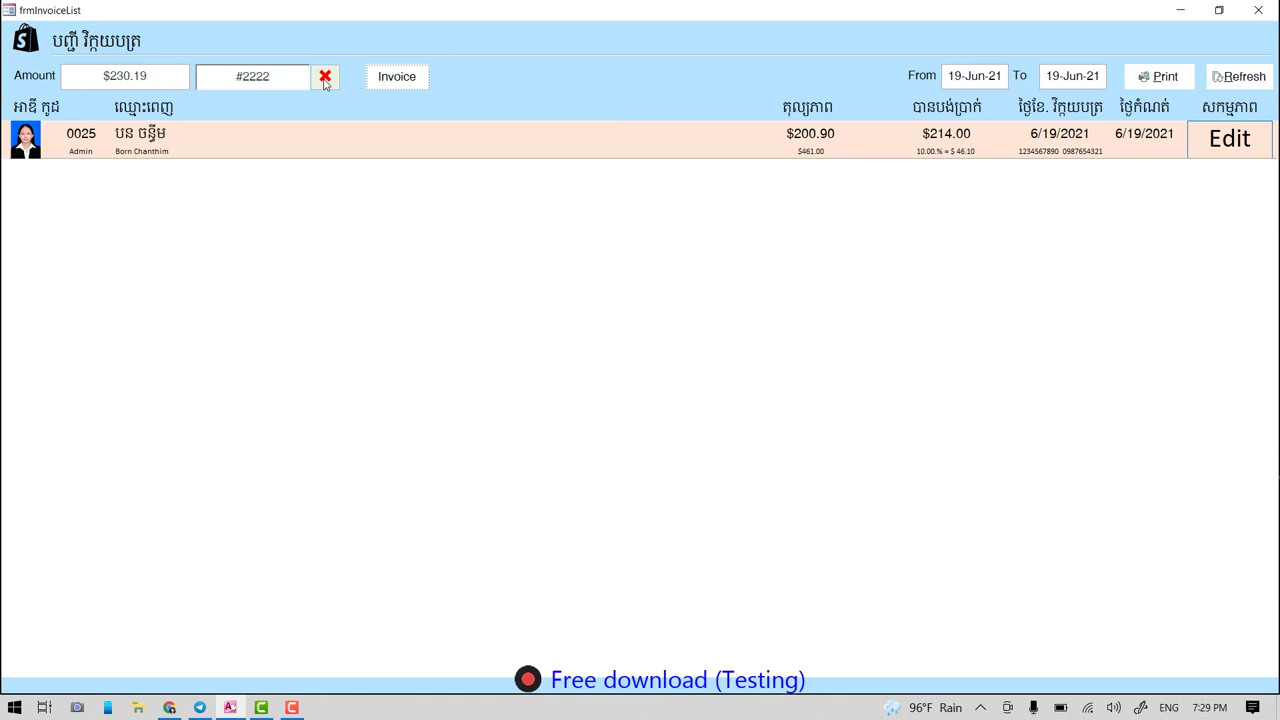 frmInvoiceList
បញ្ជី វិក្កយបត្រ
Amount $230.19 #2222 Invoice From 19-Jun-21 To 19-Jun-21 Print Refresh
អាឌី កូដ ឈ្មោះពេញ តុល្យភាព បានបង់ប្រាក់ ថ្ងៃខែ. វិក្កយបត្រ ថ្ងៃកំណត់ សកម្មភាព
0025 បន ចន្ធីម $200.90 $214.00 6/19/2021 6/19/2021 Edit
Admin Born Chanthim $461.00 10.00.% = $ 46.10 1234567890 0987654321
Free download (Testing)
96°F Rain ENG 7:29 PM